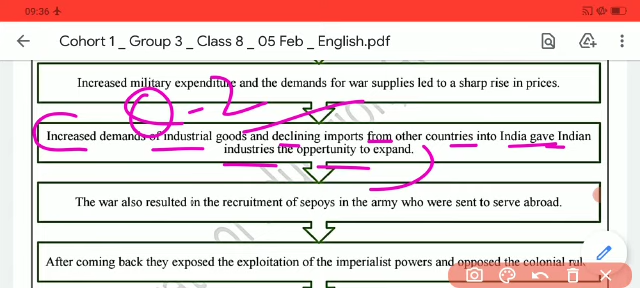 09:36
Cohort 1 _ Group 3 _ Class 8 _ 05 Feb _ English.pdf
Increased military expenditure and the demands for war supplies led to a sharp rise in prices.
- 2
Increased demands of industrial goods and declining imports from other countries into India gave Indian
industries the opportunity to expand.
The war also resulted in the recruitment of sepoys in the army who were sent to serve abroad.
After coming back they exposed the exploitation of the imperialist powers and opposed the colonial